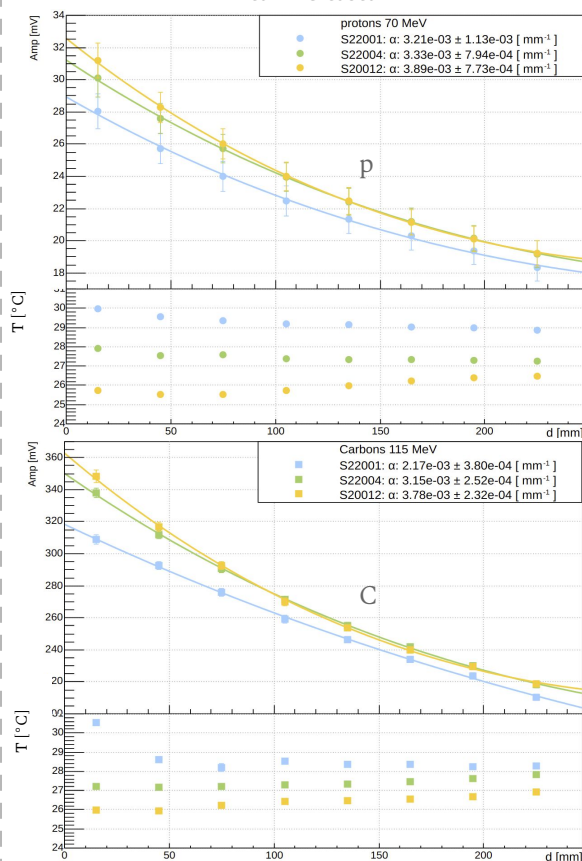 34
Amp [mV]
protons 70 MeV
S22001: α: 3.21e-03 ± 1.13e-03 [ mm⁻¹ ]
32
S22004: α: 3.33e-03 ± 7.94e-04 [ mm⁻¹ ]
S20012: α: 3.89e-03 ± 7.73e-04 [ mm⁻¹ ]
30
28
26
p
24
22
20
18
31
T [°C]
30
29
28
27
26
25
24
0 50 100 150 200 d [mm]
Amp [mV]
Carbons 115 MeV
360
S22001: α: 2.17e-03 ± 3.80e-04 [ mm⁻¹ ]
S22004: α: 3.15e-03 ± 2.52e-04 [ mm⁻¹ ]
340
S20012: α: 3.78e-03 ± 2.32e-04 [ mm⁻¹ ]
320
300
280
C
260
240
20
T [°C]
30
29
28
27
26
25
24
0 50 100 150 200 d [mm]